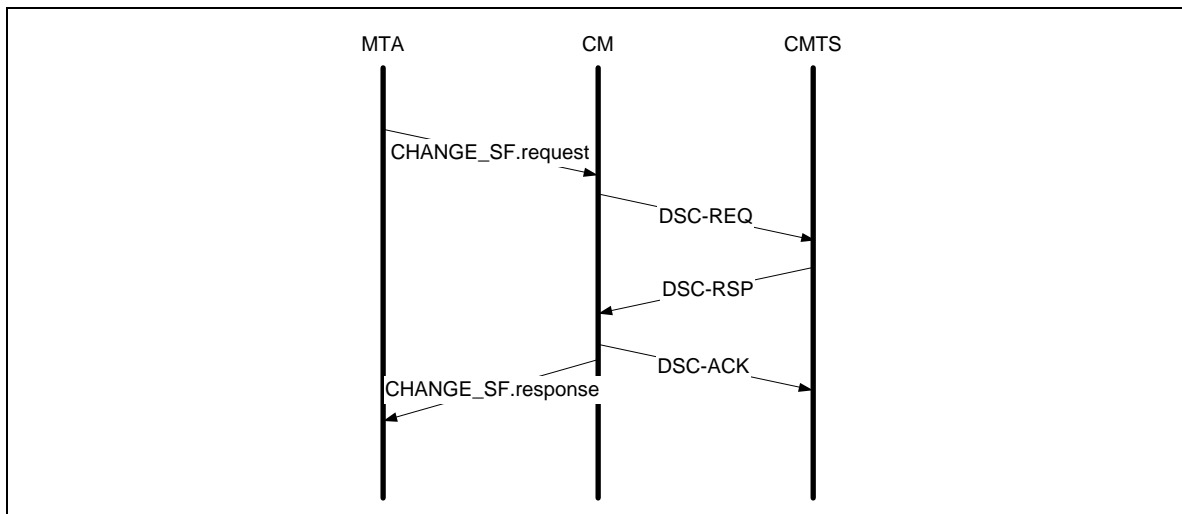 MTA CM CMTS
CHANGE_SF.request
DSC-REQ
DSC-RSP
DSC-ACK
CHANGE_SF.response